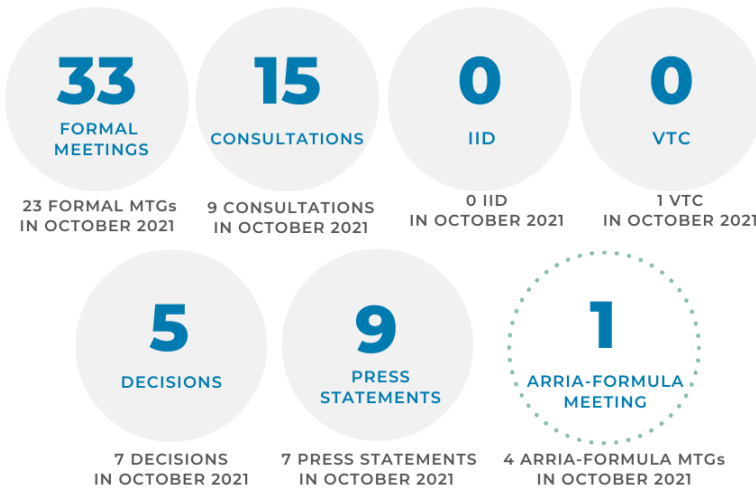 33
FORMAL
MEETINGS
23 FORMAL MTGs
IN OCTOBER 2021
15
CONSULTATIONS
9 CONSULTATIONS
IN OCTOBER 2021
0
IID
0 IID
IN OCTOBER 2021
0
VTC
1 VTC
IN OCTOBER 2021
5
DECISIONS
7 DECISIONS
IN OCTOBER 2021
9
PRESS
STATEMENTS
7 PRESS STATEMENTS
IN OCTOBER 2021
1
ARRIA-FORMULA
MEETING
4 ARRIA-FORMULA MTGs
IN OCTOBER 2021